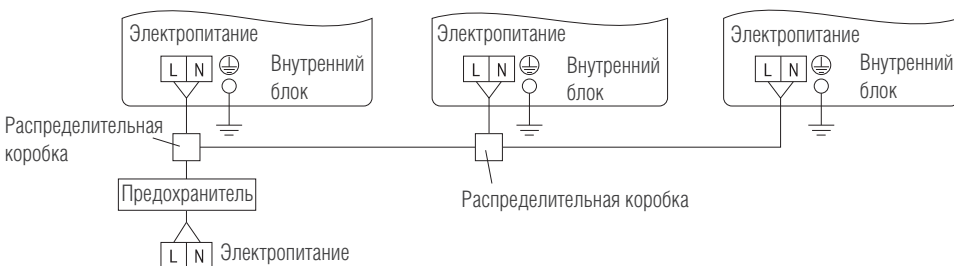 Электропитание
L N
Внутренний
блок
Электропитание
L N
Внутренний
блок
Электропитание
L N
Внутренний
блок
Распределительная
коробка
Предохранитель
Распределительная коробка
L N Электропитание